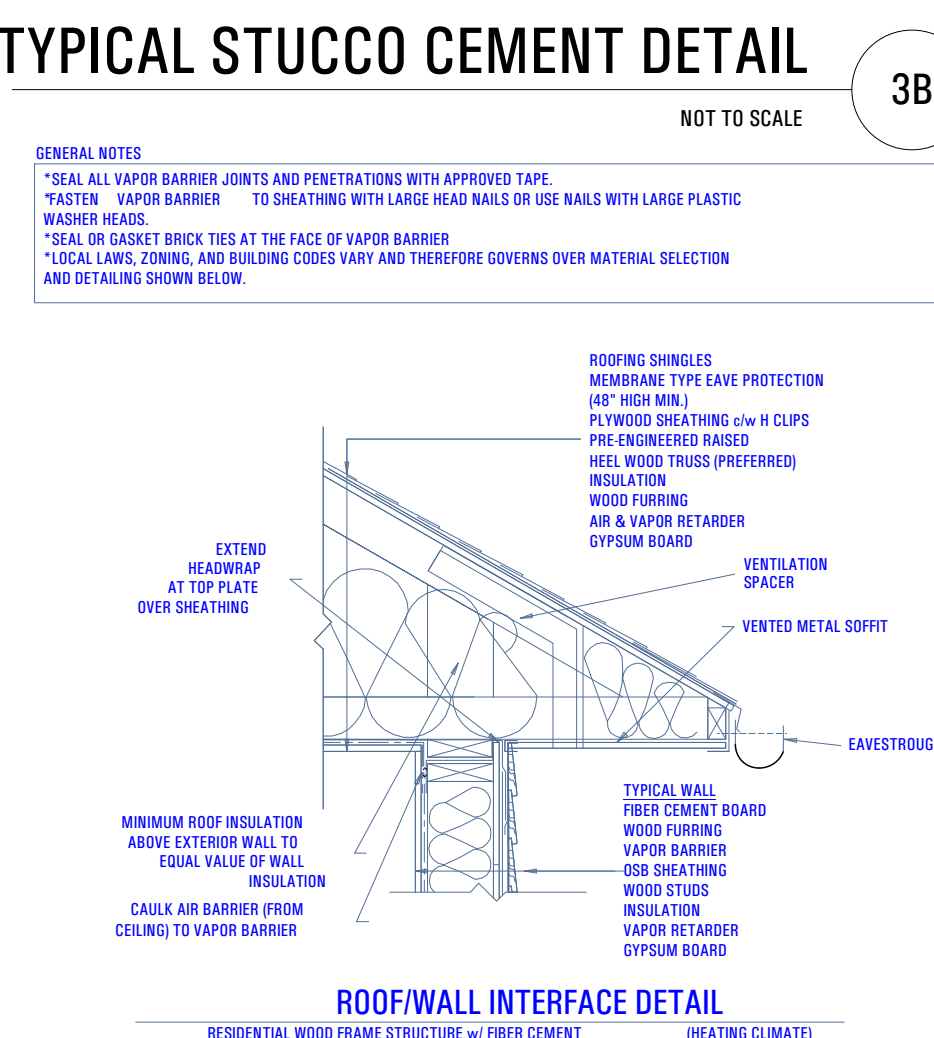 TYPICAL STUCCO CEMENT DETAIL
3B
NOT TO SCALE
GENERAL NOTES
*SEAL ALL VAPOR BARRIER JOINTS AND PENETRATIONS WITH APPROVED TAPE.
*FASTEN VAPOR BARRIER TO SHEATHING WITH LARGE HEAD NAILS OR USE NAILS WITH LARGE PLASTIC
WASHER HEADS.
*SEAL OR GASKET BRICK TIES AT THE FACE OF VAPOR BARRIER
*LOCAL LAWS, ZONING, AND BUILDING CODES VARY AND THEREFORE GOVERNS OVER MATERIAL SELECTION
AND DETAILING SHOWN BELOW.
ROOFING SHINGLES
MEMBRANE TYPE EAVE PROTECTION
(48" HIGH MIN.)
PLYWOOD SHEATHING c/w H CLIPS
PRE-ENGINEERED RAISED
HEEL WOOD TRUSS (PREFERRED)
INSULATION
WOOD FURRING
AIR & VAPOR RETARDER
GYPSUM BOARD
EXTEND
HEADWRAP
AT TOP PLATE
OVER SHEATHING
VENTILATION
SPACER
VENTED METAL SOFFIT
EAVESTROUG
MINIMUM ROOF INSULATION
ABOVE EXTERIOR WALL TO
EQUAL VALUE OF WALL
INSULATION
CAULK AIR BARRIER (FROM
CEILING) TO VAPOR BARRIER
TYPICAL WALL
FIBER CEMENT BOARD
WOOD FURRING
VAPOR BARRIER
OSB SHEATHING
WOOD STUDS
INSULATION
VAPOR RETARDER
GYPSUM BOARD
ROOF/WALL INTERFACE DETAIL
RESIDENTIAL WOOD FRAME STRUCTURE w/ FIBER CEMENT (HEATING CLIMATE)